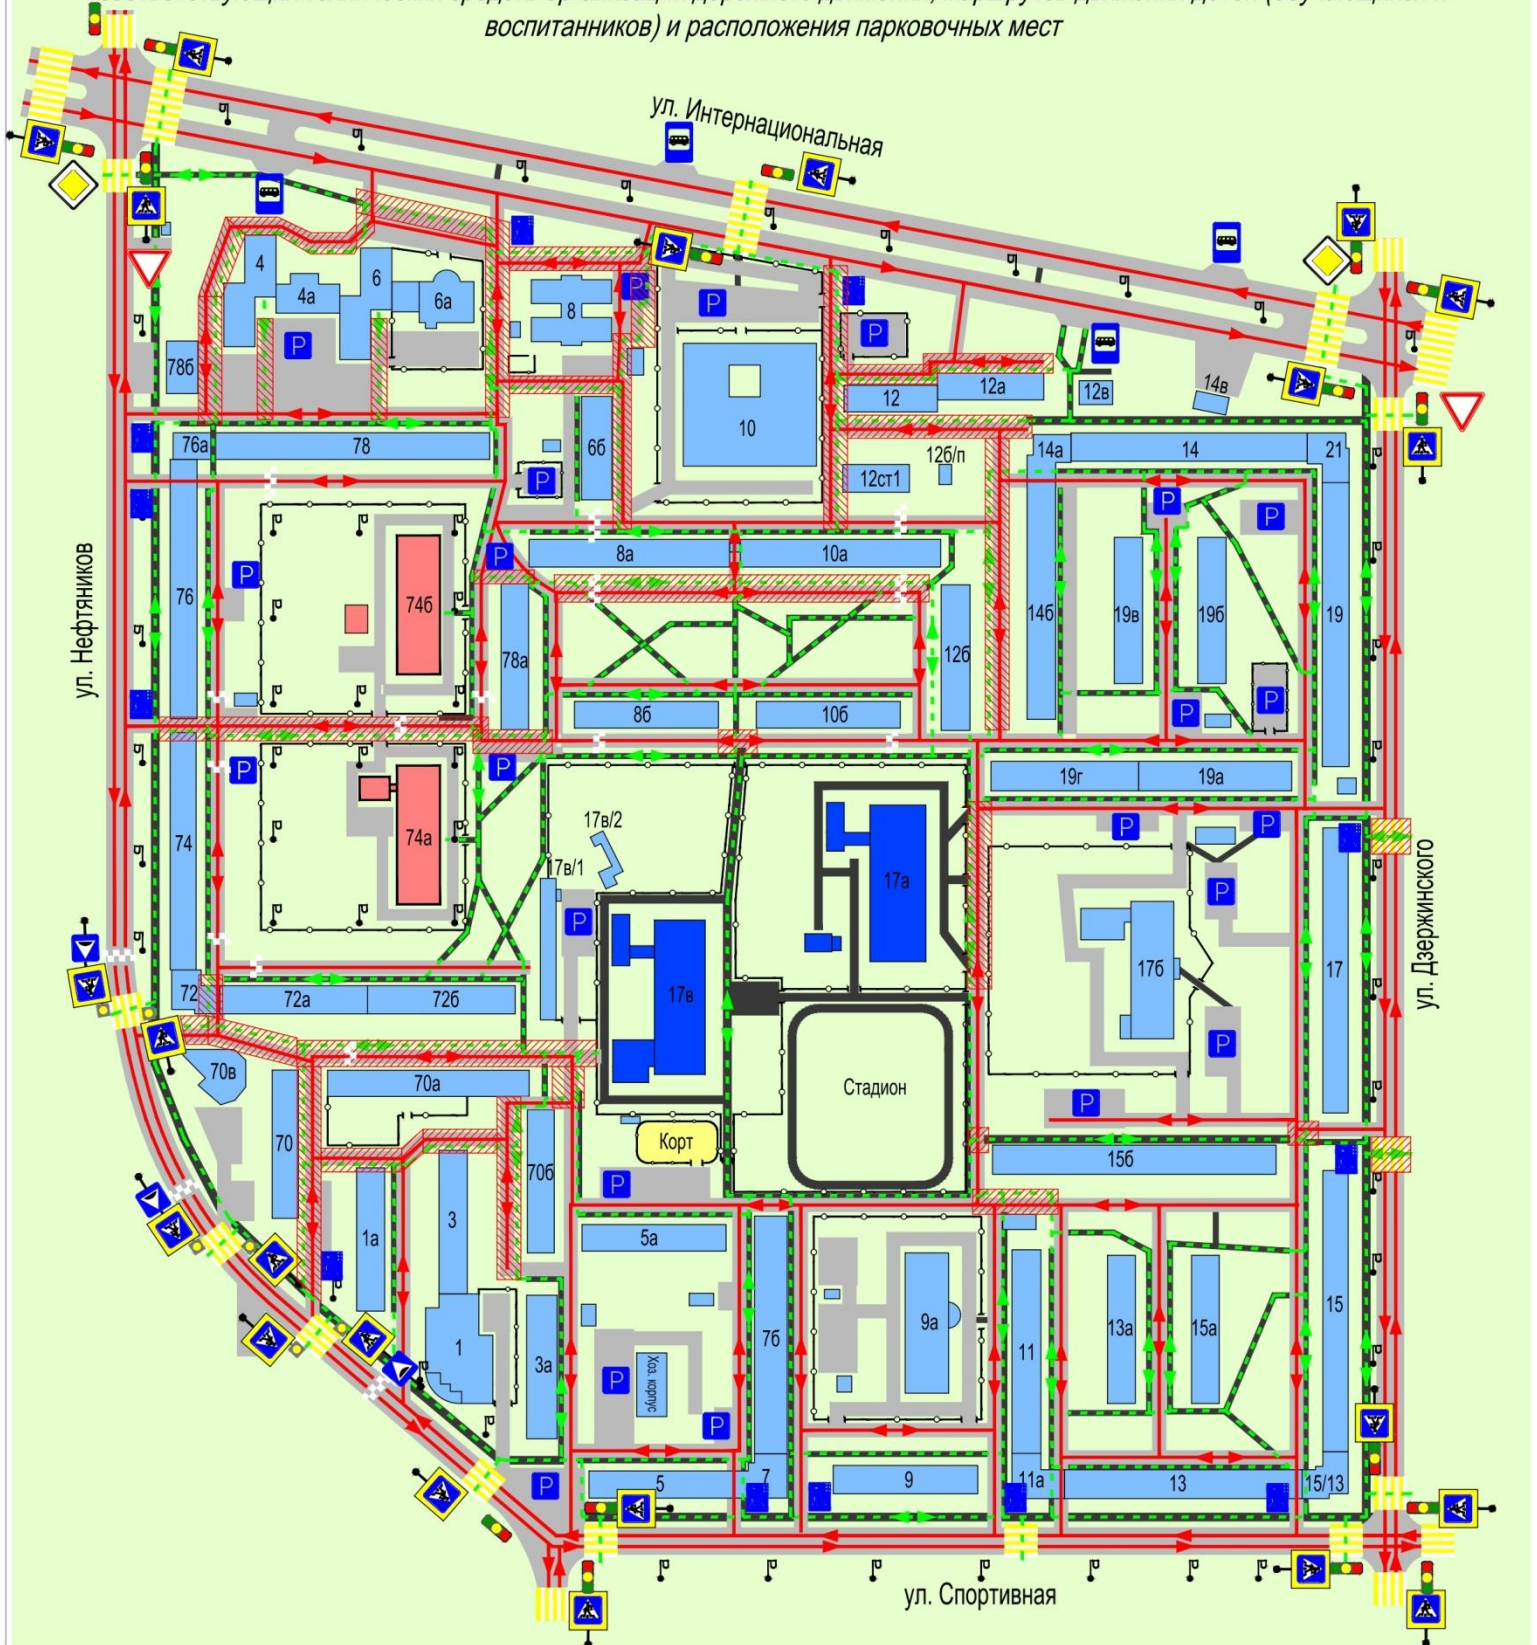 воспитанников) и расположения парковочных мест
ул. Интернациональная
4
4а
6
6а
8
P
P
P
P
78б
12
12а
12в
14в
10
6б
76а
78
P
12ст1
12б/п
14а
14
21
P
P
ул. Нефтяников
76
P
74б
P
8а
10а
78а
12б
14б
19в
19б
19
8б
10б
P
P
P
P
19г
19а
74
74а
17в/2
17в/1
17а
P
P
17
ул. Дзержинского
P
P
17б
72
72а
72б
17в
P
70в
70а
Стадион
P
70
Корт
15б
70б
P
1а
3
5а
1
3а
P
Хоз. корпус
P
7б
9а
11
13а
15а
15
P
5
7
9
11а
13
15/13
ул. Спортивная